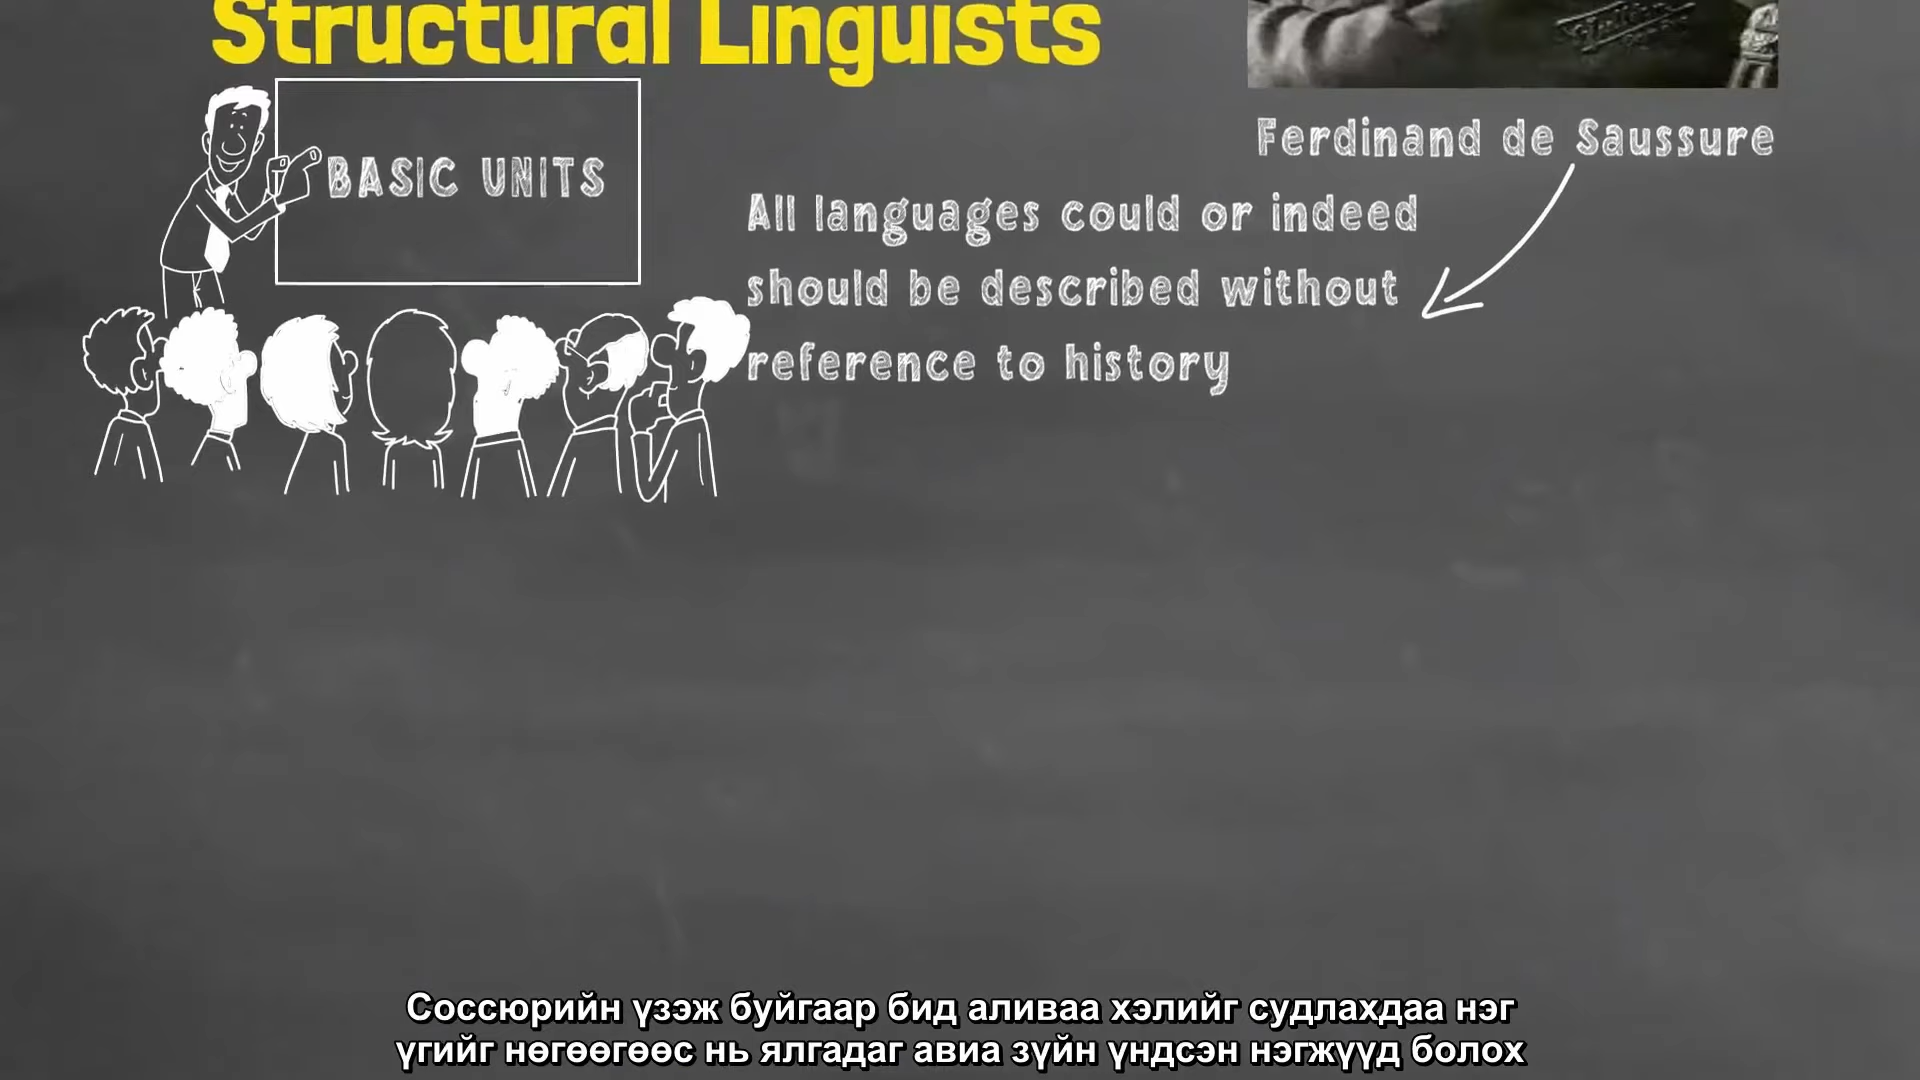 Structural Linguists
BASIC UNITS
Ferdinand de Saussure
All languages could or indeed
should be described without
reference to history
Соссюрийн үзэж буйгаар бид аливаа хэлийг судлахдаа нэг
үгийг нөгөөгөөс нь ялгадаг авиа зүйн үндсэн нэгжүүд болох